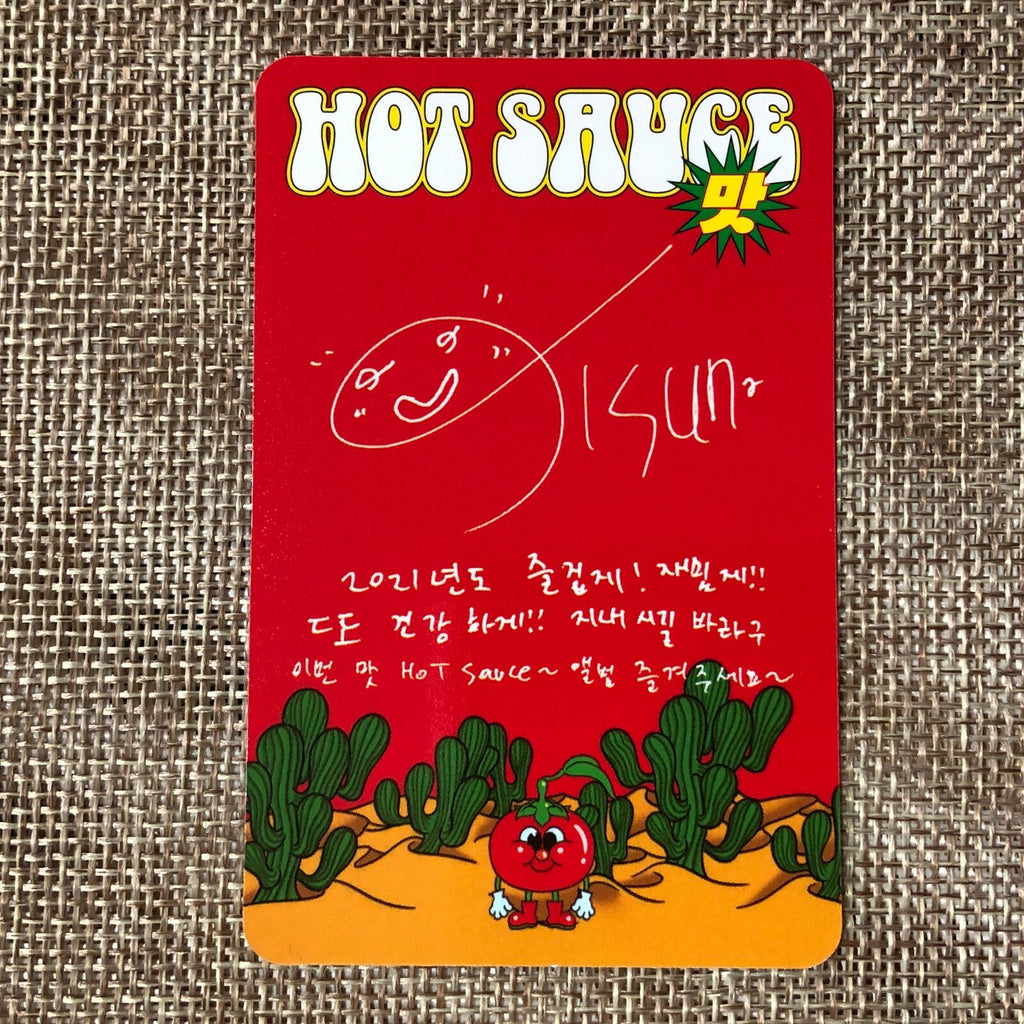 HOT SAUCE
맛
JISUN
2021년도 즐겁게! 재밌게!!
또 건강하게!! 지내시길 바라구
이번 맛 HOT Sauce~ 앨범 즐겨주세요~